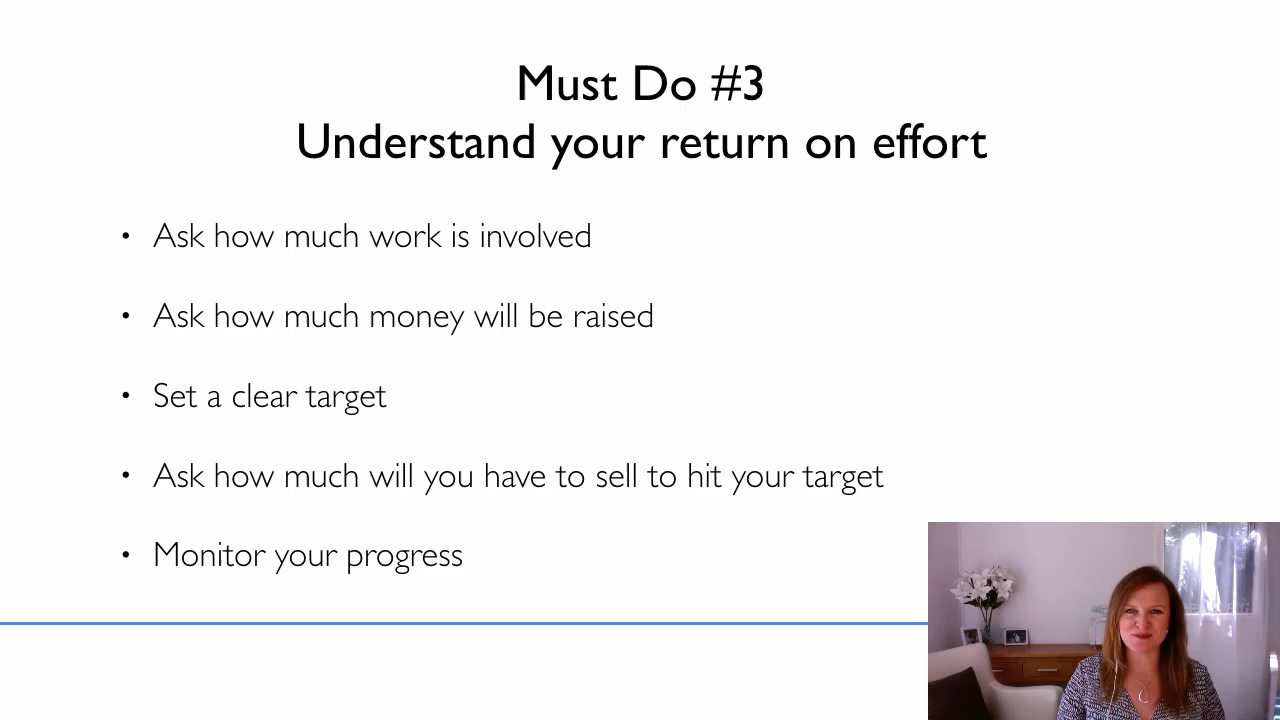 Must Do #3
Understand your return on effort
• Ask how much work is involved
• Ask how much money will be raised
• Set a clear target
• Ask how much will you have to sell to hit your target
• Monitor your progress